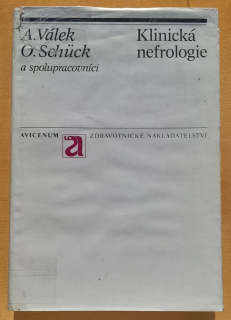 A. Válek
O. Schück
a spolupracovníci
Klinická
nefrologie
AVICENUM
a
ZDRAVOTNICKÉ NAKLADATELSTVÍ